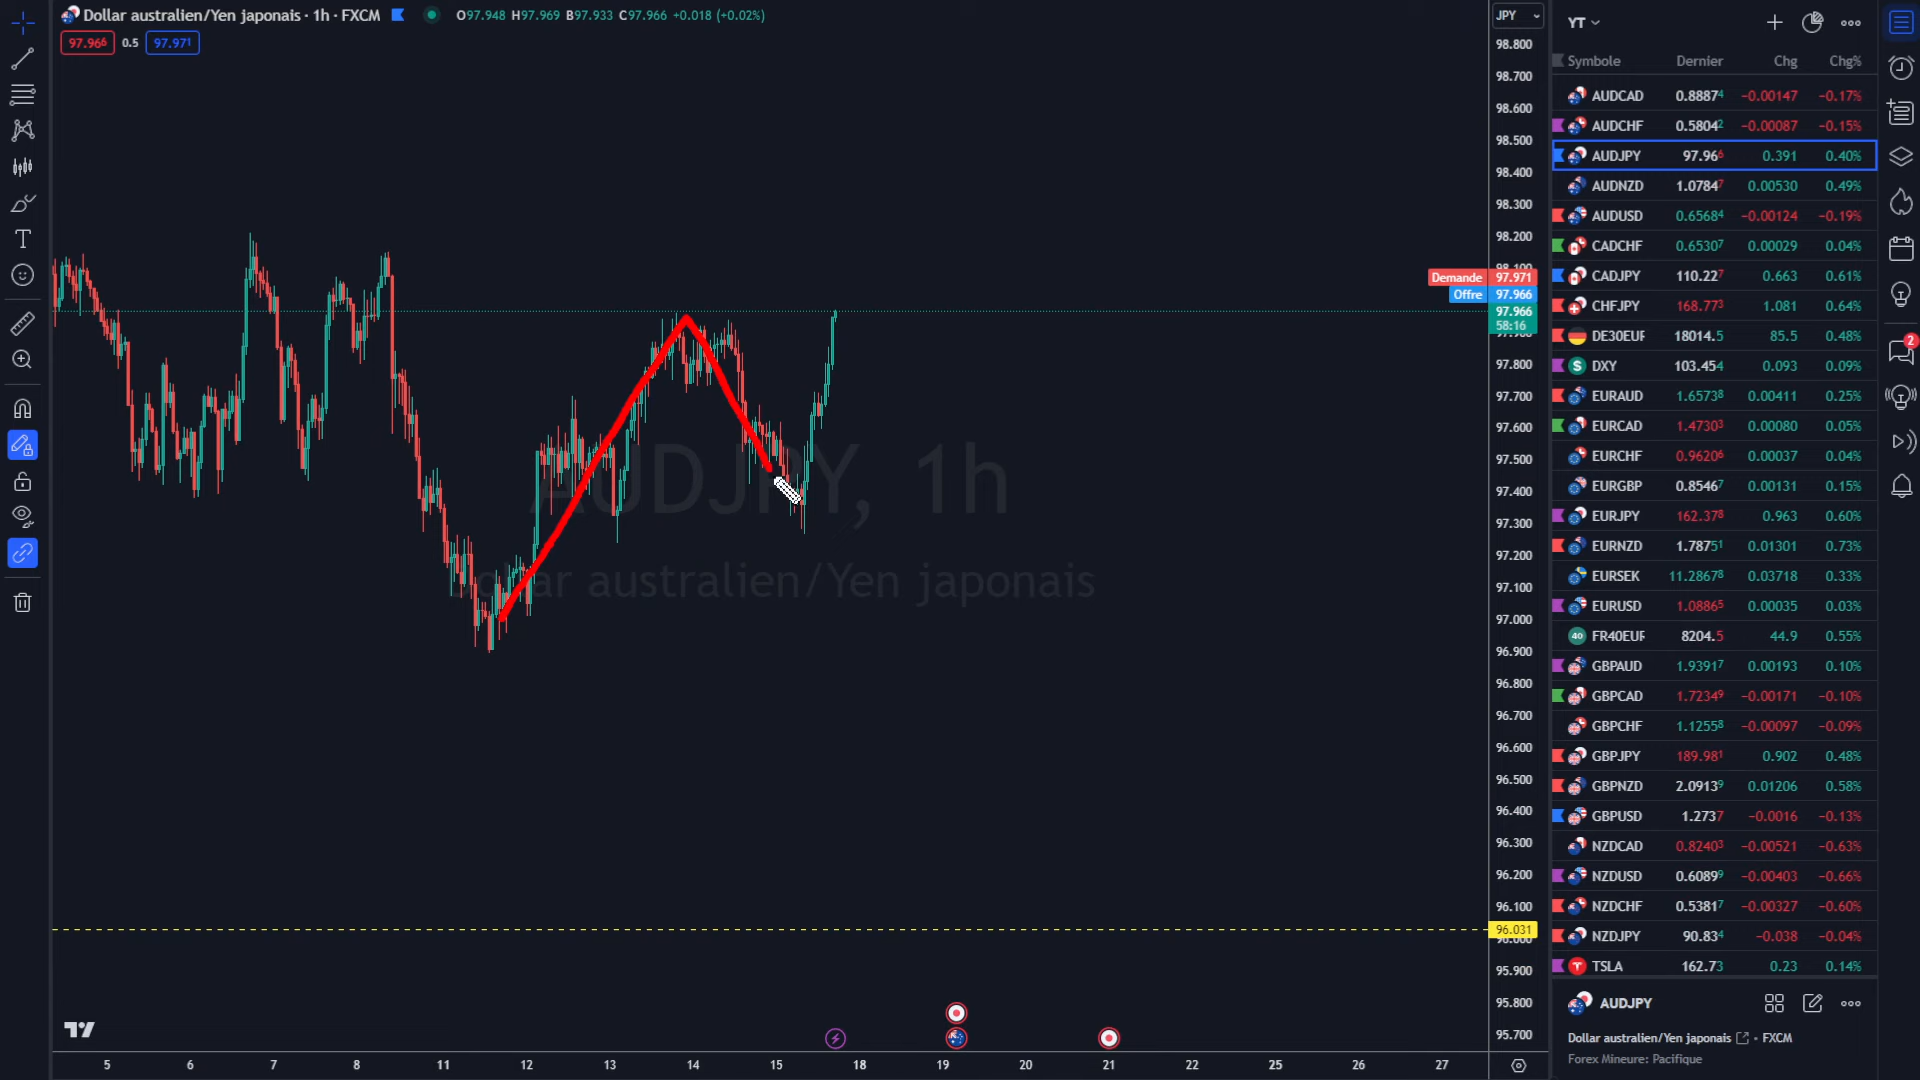 Dollar australien/Yen japonais · 1h · FXCM O97.948 H97.969 B97.933 C97.966 +0.018 (+0.02%)
97.966 0.5 97.971
JPY
98.800
98.700
98.600
98.500
98.400
98.300
98.200
98.100
Demande 97.971
Offre 97.966
97.966
58:16
97.900
97.800
97.700
97.600
97.500
97.400
97.300
97.200
97.100
97.000
96.900
96.800
96.700
96.600
96.500
96.400
96.300
96.200
96.100
96.031
96.000
95.900
95.800
95.700
AUDJPY, 1h
Dollar australien/Yen japonais
5 6 7 8 11 12 13 14 15 18 19 20 21 22 25 26 27
YT
Symbole Dernier Chg Chg%
AUDCAD 0.88874 −0.00147 −0.17%
AUDCHF 0.58042 −0.00087 −0.15%
AUDJPY 97.966 0.391 0.40%
AUDNZD 1.07847 0.00530 0.49%
AUDUSD 0.65684 −0.00124 −0.19%
CADCHF 0.65307 0.00029 0.04%
CADJPY 110.227 0.663 0.61%
CHFJPY 168.773 1.081 0.64%
DE30EUR 18014.5 85.5 0.48%
DXY 103.454 0.093 0.09%
EURAUD 1.65738 0.00411 0.25%
EURCAD 1.47303 0.00080 0.05%
EURCHF 0.96206 0.00037 0.04%
EURGBP 0.85467 0.00131 0.15%
EURJPY 162.378 0.963 0.60%
EURNZD 1.78751 0.01301 0.73%
EURSEK 11.28678 0.03718 0.33%
EURUSD 1.08865 0.00035 0.03%
40 FR40EUR 8204.5 44.9 0.55%
GBPAUD 1.93917 0.00193 0.10%
GBPCAD 1.72349 −0.00171 −0.10%
GBPCHF 1.12558 −0.00097 −0.09%
GBPJPY 189.981 0.902 0.48%
GBPNZD 2.09139 0.01206 0.58%
GBPUSD 1.2737 −0.0016 −0.13%
NZDCAD 0.82403 −0.00521 −0.63%
NZDUSD 0.60899 −0.00403 −0.66%
NZDCHF 0.53817 −0.00327 −0.60%
NZDJPY 90.834 −0.038 −0.04%
TSLA 162.73 0.23 0.14%
AUDJPY
Dollar australien/Yen japonais • FXCM
Forex Mineure: Pacifique
2